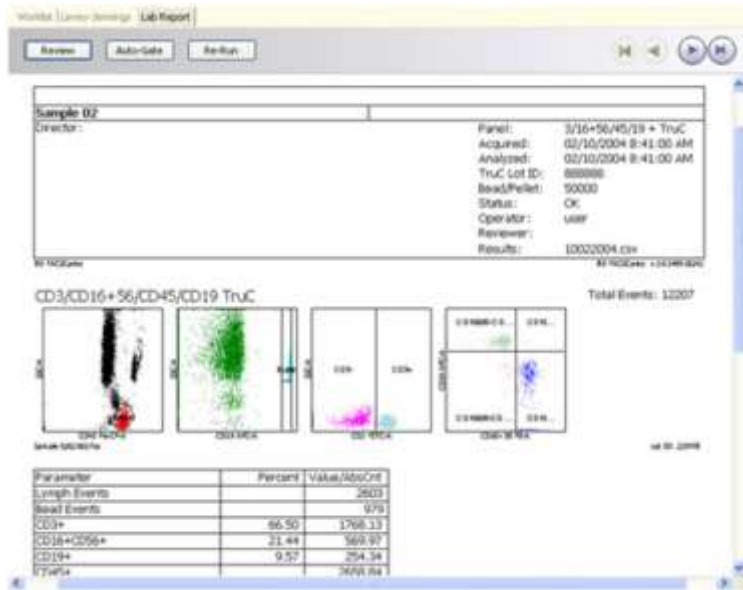 Worklist Levey-Jennings Lab Report
Review Auto-Gate Re-Run
Sample 02
Director:
Panel: 3/16+56/45/19 + TruC
Acquired: 02/10/2004 8:41:00 AM
Analyzed: 02/10/2004 8:41:00 AM
TruC Lot ID: 888888
Bead/Pellet: 50000
Status: OK
Operator: user
Reviewer:
Results: 10022004.csv
CD3/CD16+56/CD45/CD19 TruC Total Events: 12207
Parameter Percent Value/AbsCnt
Lymph Events 2603
Bead Events 979
CD3+ 66.50 1768.13
CD16+CD56+ 21.44 569.97
CD19+ 9.57 254.34
CD45+ 2658.84